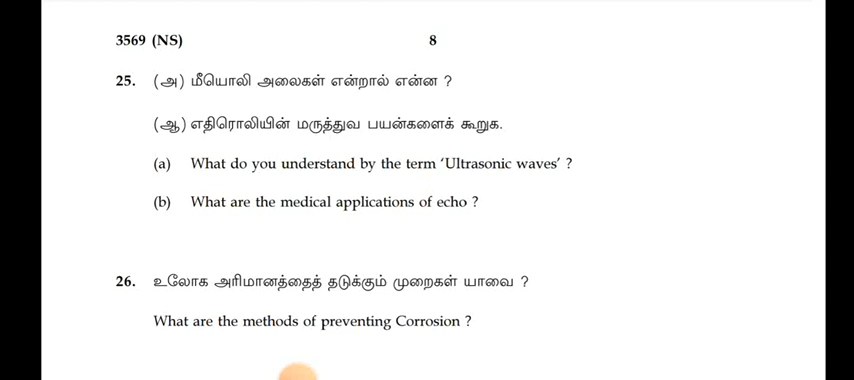 3569 (NS) 8
25. (அ) மீயொலி அலைகள் என்றால் என்ன ?
(ஆ) எதிரொலியின் மருத்துவ பயன்களைக் கூறுக.
(a) What do you understand by the term ‘Ultrasonic waves’ ?
(b) What are the medical applications of echo ?
26. உலோக அரிமானத்தைத் தடுக்கும் முறைகள் யாவை ?
What are the methods of preventing Corrosion ?